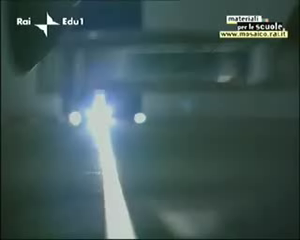 Rai Edu1
materiali
per le scuole
www.mosaico.rai.it